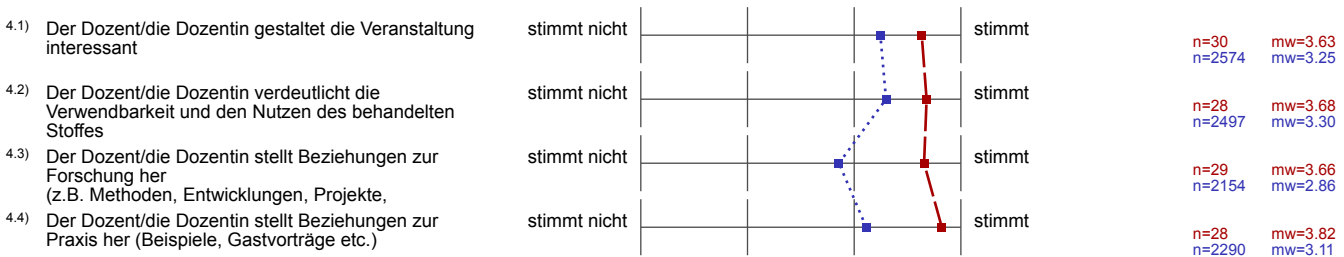 4.1) Der Dozent/die Dozentin gestaltet die Veranstaltung
interessant
stimmt nicht
stimmt
n=30 mw=3.63
n=2574 mw=3.25
4.2) Der Dozent/die Dozentin verdeutlicht die
Verwendbarkeit und den Nutzen des behandelten
Stoffes
stimmt nicht
stimmt
n=28 mw=3.68
n=2497 mw=3.30
4.3) Der Dozent/die Dozentin stellt Beziehungen zur
Forschung her
(z.B. Methoden, Entwicklungen, Projekte,
stimmt nicht
stimmt
n=29 mw=3.66
n=2154 mw=2.86
4.4) Der Dozent/die Dozentin stellt Beziehungen zur
Praxis her (Beispiele, Gastvorträge etc.)
stimmt nicht
stimmt
n=28 mw=3.82
n=2290 mw=3.11